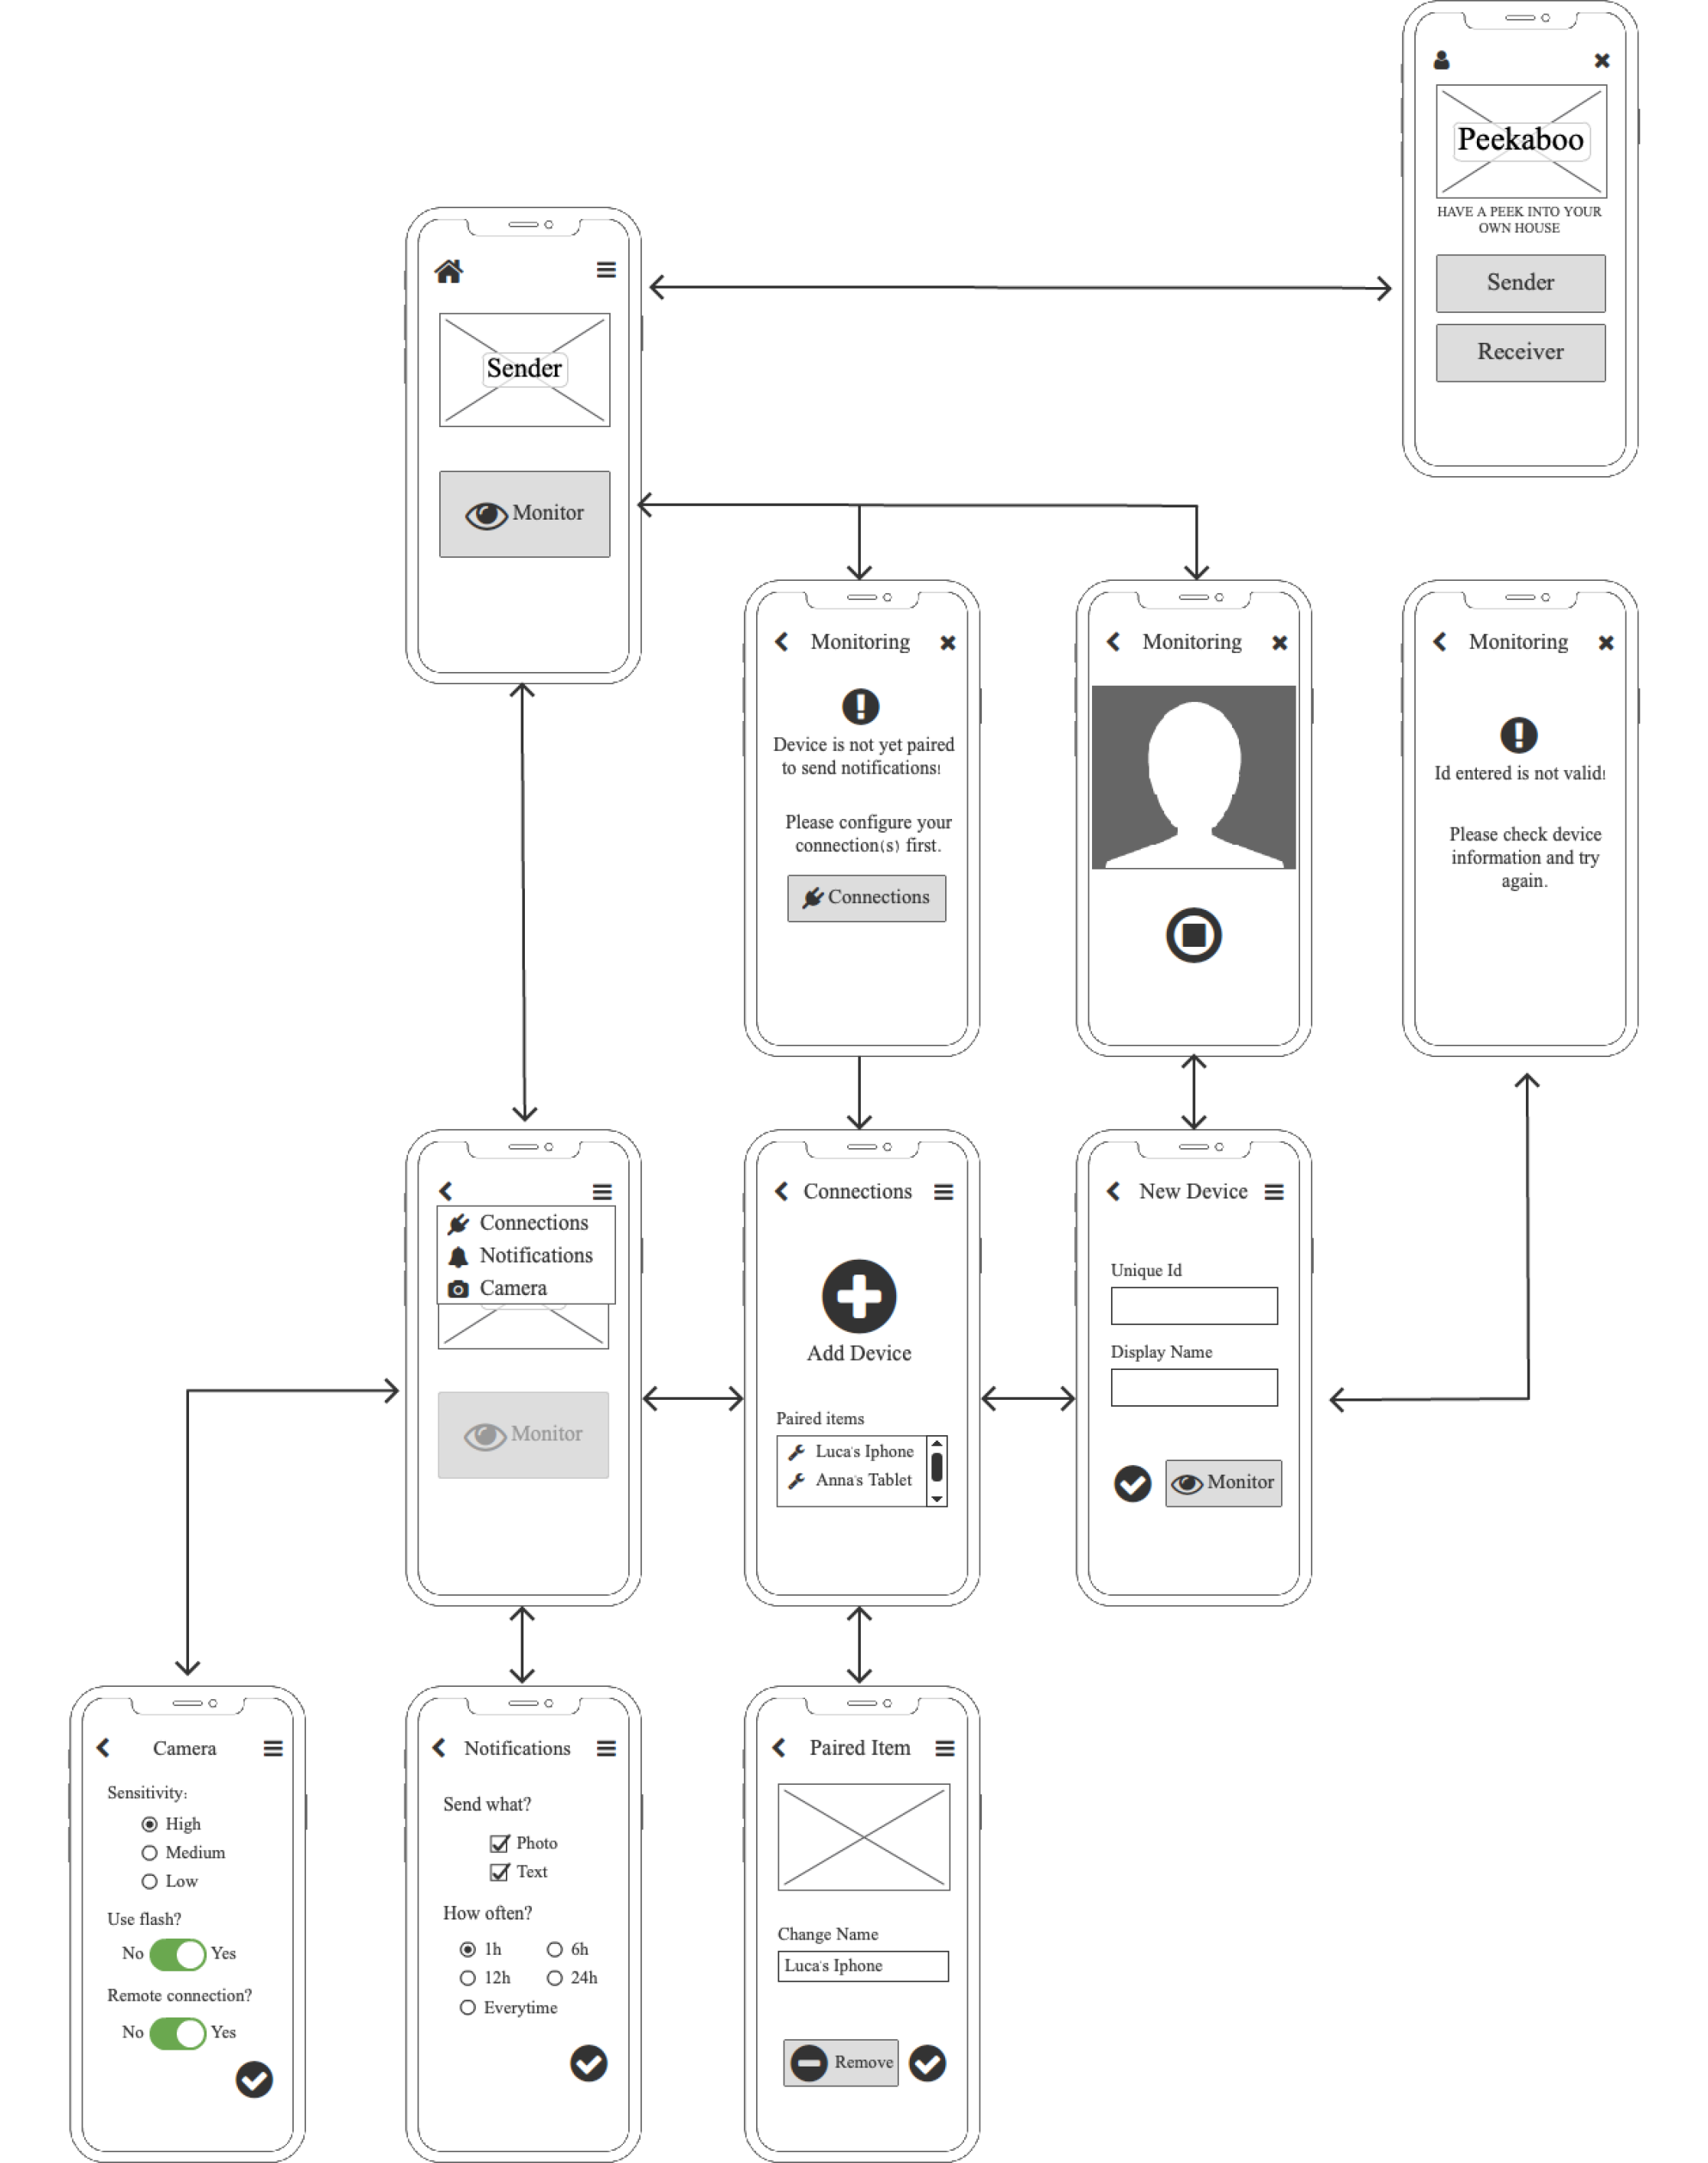 Peekaboo
HAVE A PEEK INTO YOUR
OWN HOUSE
Sender
Receiver
Sender
Monitor
Monitoring
Device is not yet paired
to send notifications!
Please configure your
connection(s) first.
Connections
Monitoring
Monitoring
Id entered is not valid!
Please check device
information and try
again.
Connections
Notifications
Camera
Monitor
Connections
Add Device
Paired items
Luca's Iphone
Anna's Tablet
New Device
Unique Id
Display Name
Monitor
Camera
Sensitivity:
High
Medium
Low
Use flash?
No Yes
Remote connection?
No Yes
Notifications
Send what?
Photo
Text
How often?
1h 6h
12h 24h
Everytime
Paired Item
Change Name
Luca's Iphone
Remove